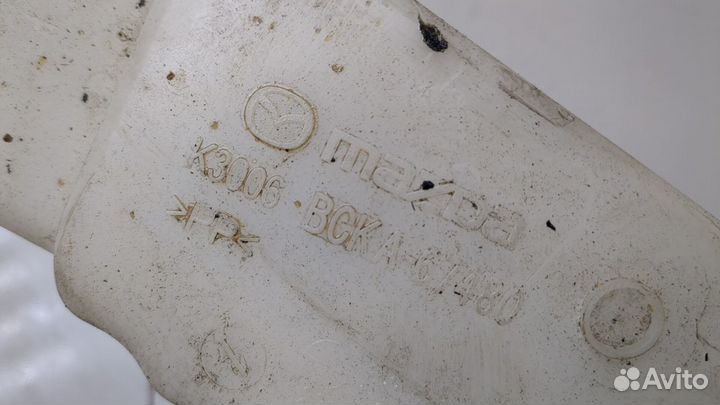 mazda
K3006 BCKA-67480
>PP<
Avito